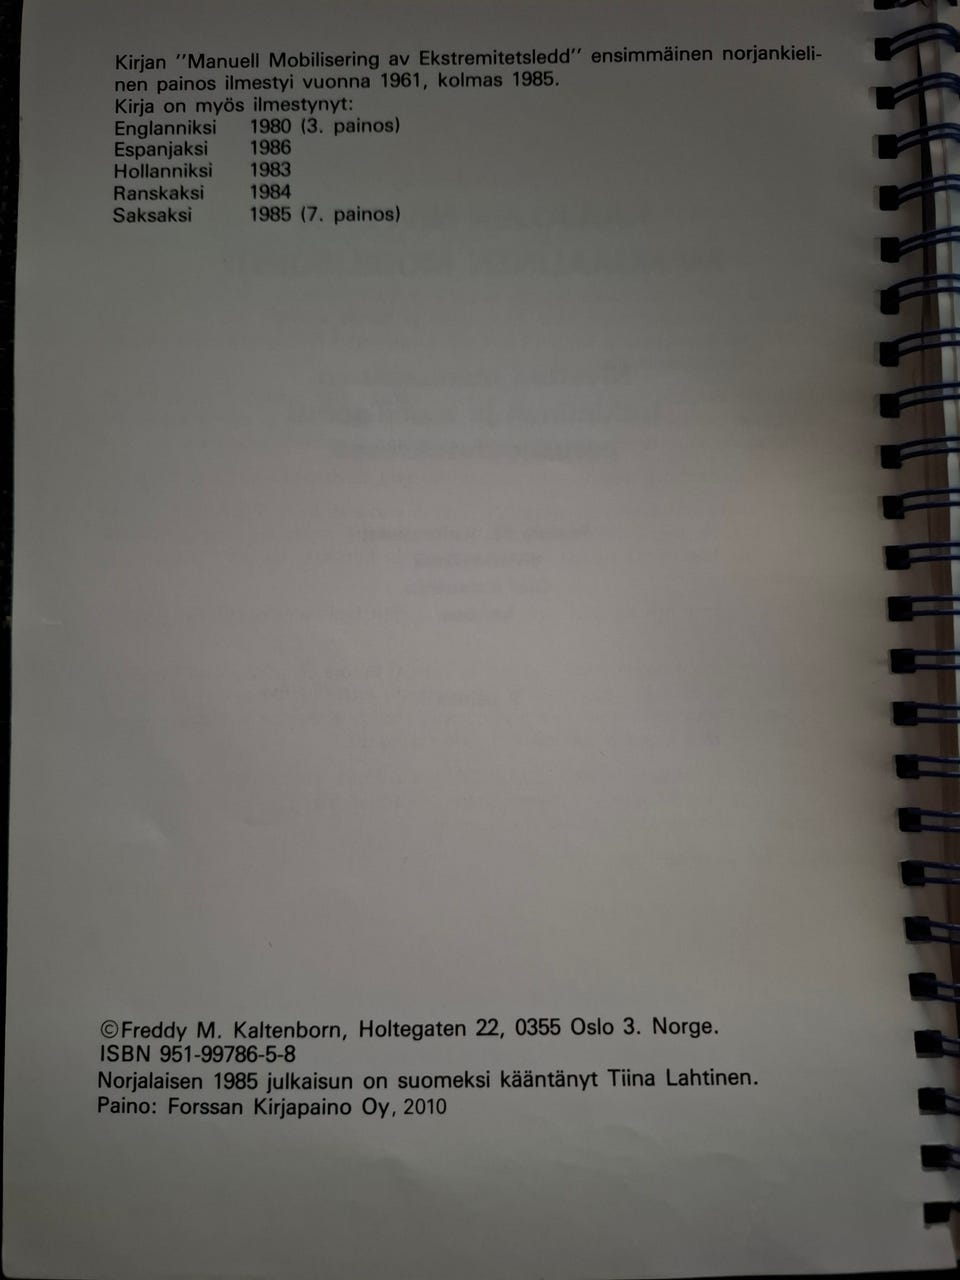 Kirjan ''Manuell Mobilisering av Ekstremitetsledd'' ensimmäinen norjankieli-
nen painos ilmestyi vuonna 1961, kolmas 1985.
Kirja on myös ilmestynyt:
Englanniksi 1980 (3. painos)
Espanjaksi 1986
Hollanniksi 1983
Ranskaksi 1984
Saksaksi 1985 (7. painos)
©Freddy M. Kaltenborn, Holtegaten 22, 0355 Oslo 3. Norge.
ISBN 951-99786-5-8
Norjalaisen 1985 julkaisun on suomeksi kääntänyt Tiina Lahtinen.
Paino: Forssan Kirjapaino Oy, 2010